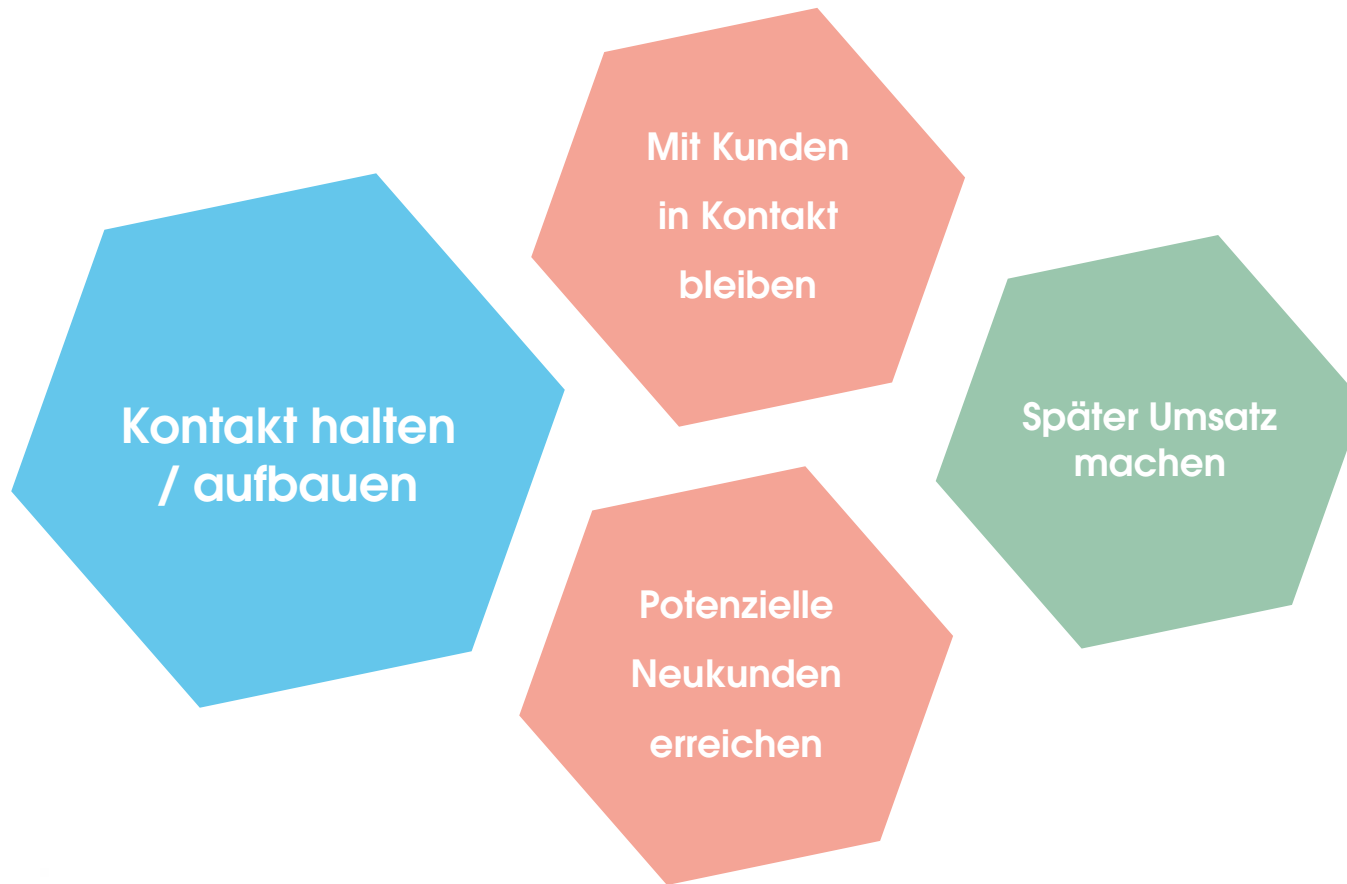 Kontakt halten
/ aufbauen
Mit Kunden
in Kontakt
bleiben
Potenzielle
Neukunden
erreichen
Später Umsatz
machen